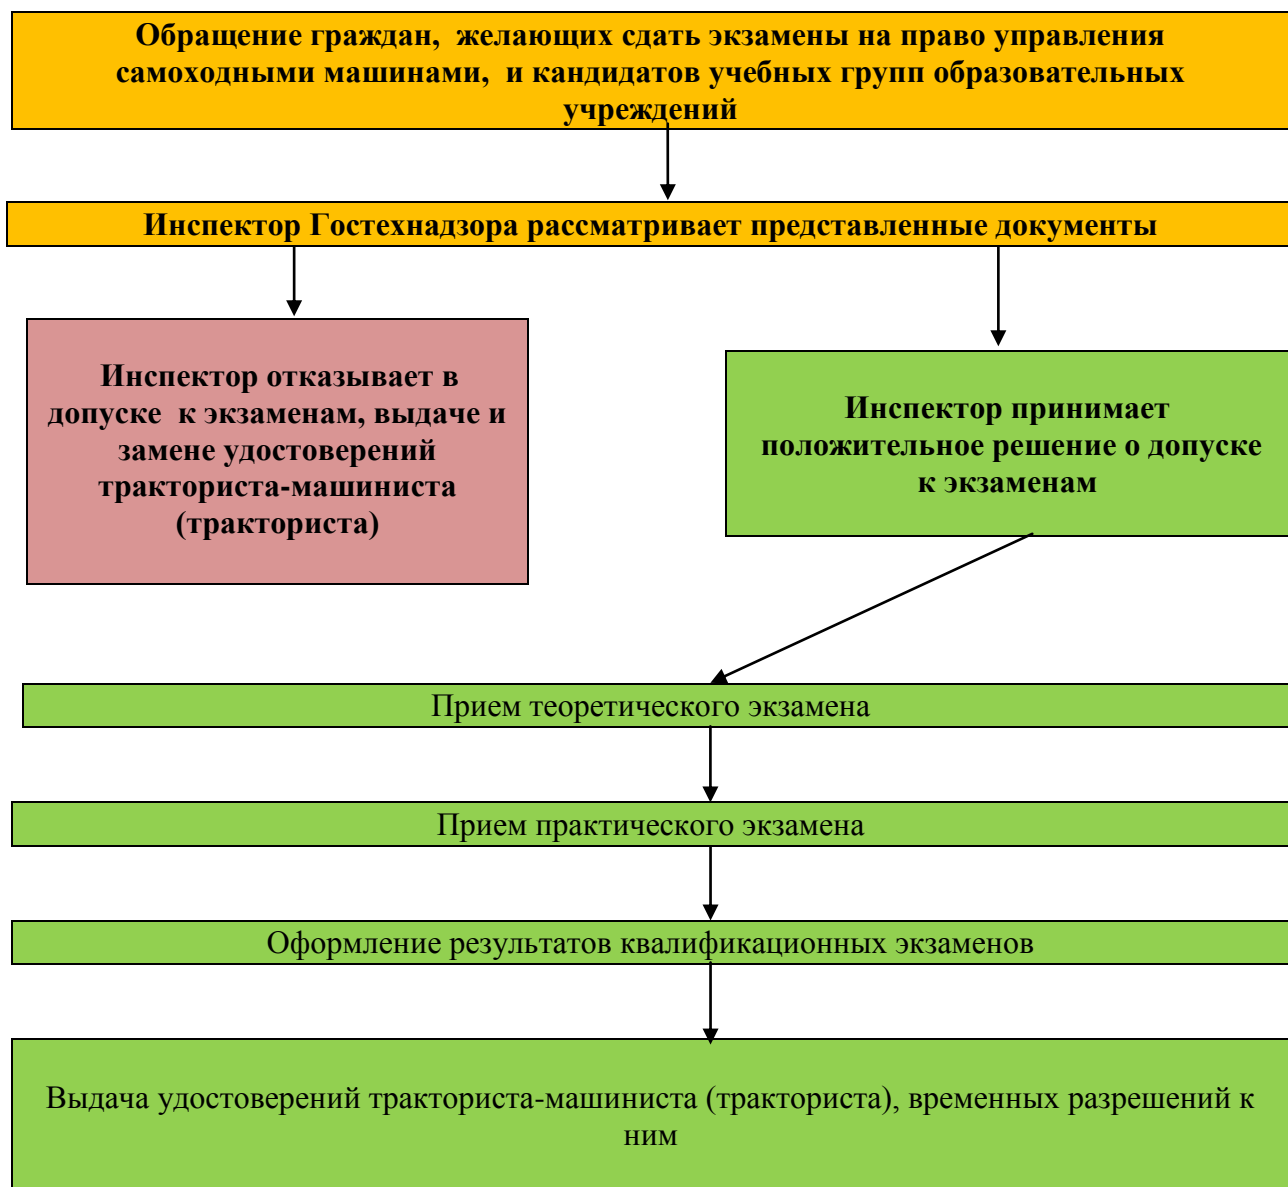 Обращение граждан,  желающих сдать экзамены на право управления
самоходными машинами,  и кандидатов учебных групп образовательных
учреждений
Инспектор Гостехнадзора рассматривает представленные документы
Инспектор отказывает в
допуске  к экзаменам, выдаче и
замене удостоверений
тракториста-машиниста
(тракториста)
Инспектор принимает
положительное решение о допуске
к экзаменам
Прием теоретического экзамена
Прием практического экзамена
Оформление результатов квалификационных экзаменов
Выдача удостоверений тракториста-машиниста (тракториста), временных разрешений к
ним